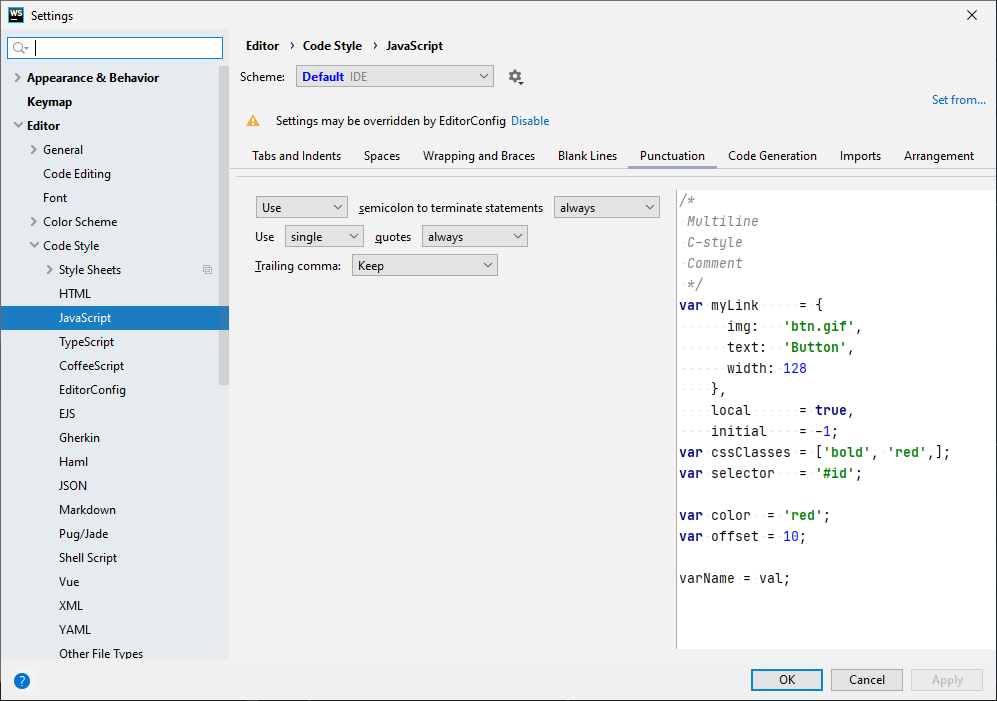 WS Settings
Editor › Code Style › JavaScript
Scheme: Default IDE
Set from...
Settings may be overridden by EditorConfig Disable
Appearance & Behavior
Keymap
Editor
General
Code Editing
Font
Color Scheme
Code Style
Style Sheets
HTML
JavaScript
TypeScript
CoffeeScript
EditorConfig
EJS
Gherkin
Haml
JSON
Markdown
Pug/Jade
Shell Script
Vue
XML
YAML
Other File Types
Tabs and Indents Spaces Wrapping and Braces Blank Lines Punctuation Code Generation Imports Arrangement
Use semicolon to terminate statements always
Use single quotes always
Trailing comma: Keep
/*
 Multiline
 C-style
 Comment
 */
var myLink     = {
      img:   'btn.gif',
      text:  'Button',
      width: 128
    },
    local      = true,
    initial    = -1;
var cssClasses = ['bold', 'red',];
var selector   = '#id';
var color  = 'red';
var offset = 10;
varName = val;
?
OK Cancel Apply